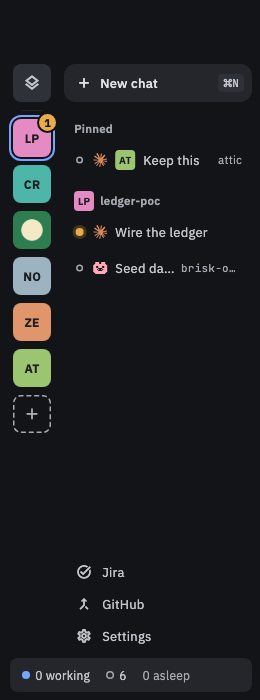 New chat ⌘N
LP 1
CR
NO
ZE
AT
Pinned
AT Keep this attic
LP ledger-poc
Wire the ledger
Seed da... brisk-o...
Jira
GitHub
Settings
0 working 6 0 asleep